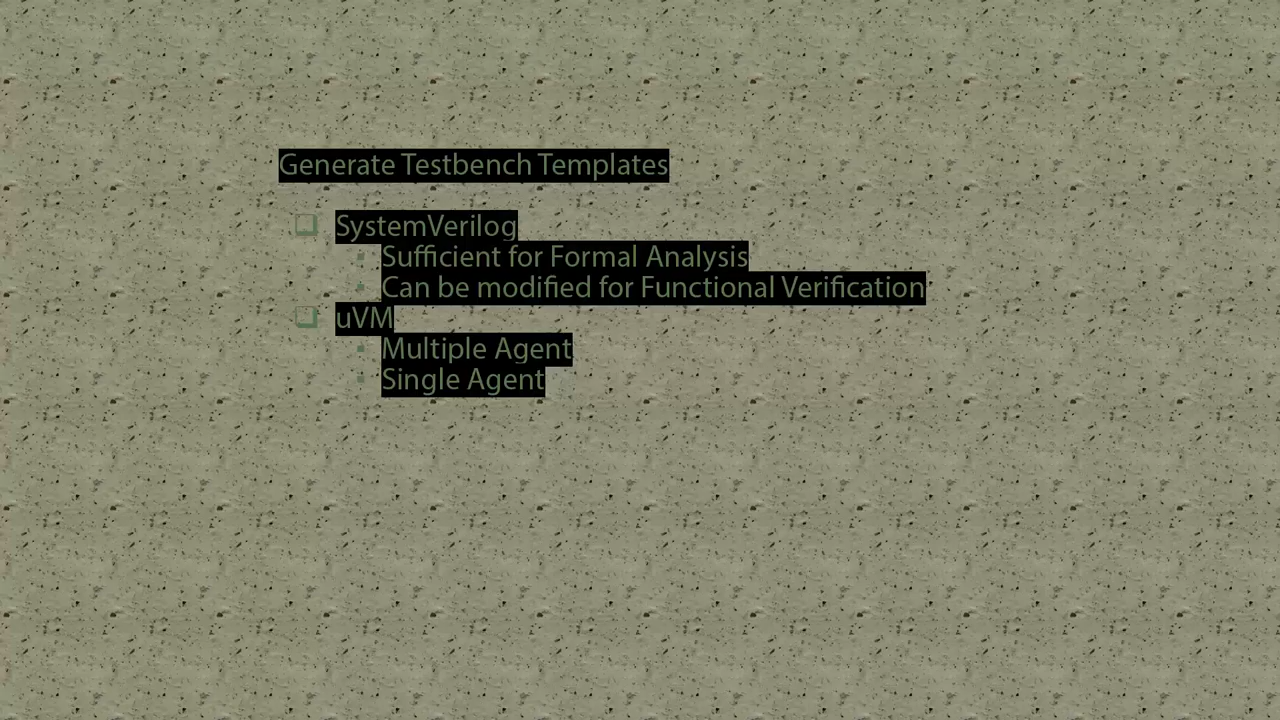 Generate Testbench Templates
SystemVerilog
Sufficient for Formal Analysis
Can be modified for Functional Verification
uVM
Multiple Agent
Single Agent